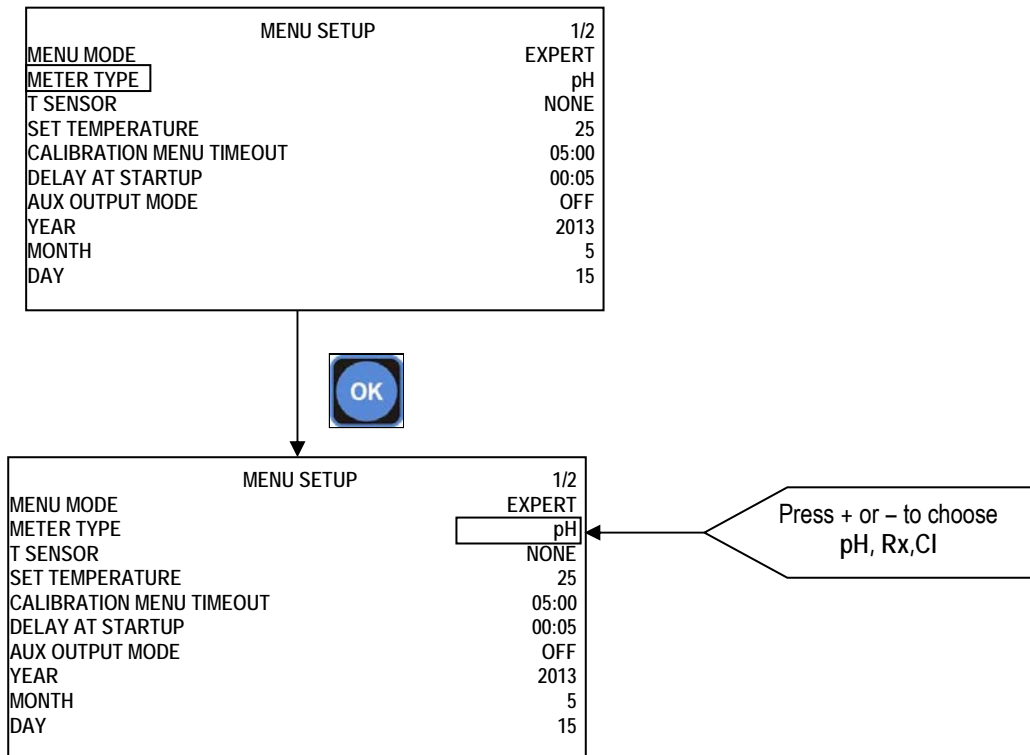 MENU SETUP 1/2
MENU MODE EXPERT
METER TYPE pH
T SENSOR NONE
SET TEMPERATURE 25
CALIBRATION MENU TIMEOUT 05:00
DELAY AT STARTUP 00:05
AUX OUTPUT MODE OFF
YEAR 2013
MONTH 5
DAY 15
OK
MENU SETUP 1/2
MENU MODE EXPERT
METER TYPE pH
T SENSOR NONE
SET TEMPERATURE 25
CALIBRATION MENU TIMEOUT 05:00
DELAY AT STARTUP 00:05
AUX OUTPUT MODE OFF
YEAR 2013
MONTH 5
DAY 15
Press + or – to choose
pH, Rx,Cl